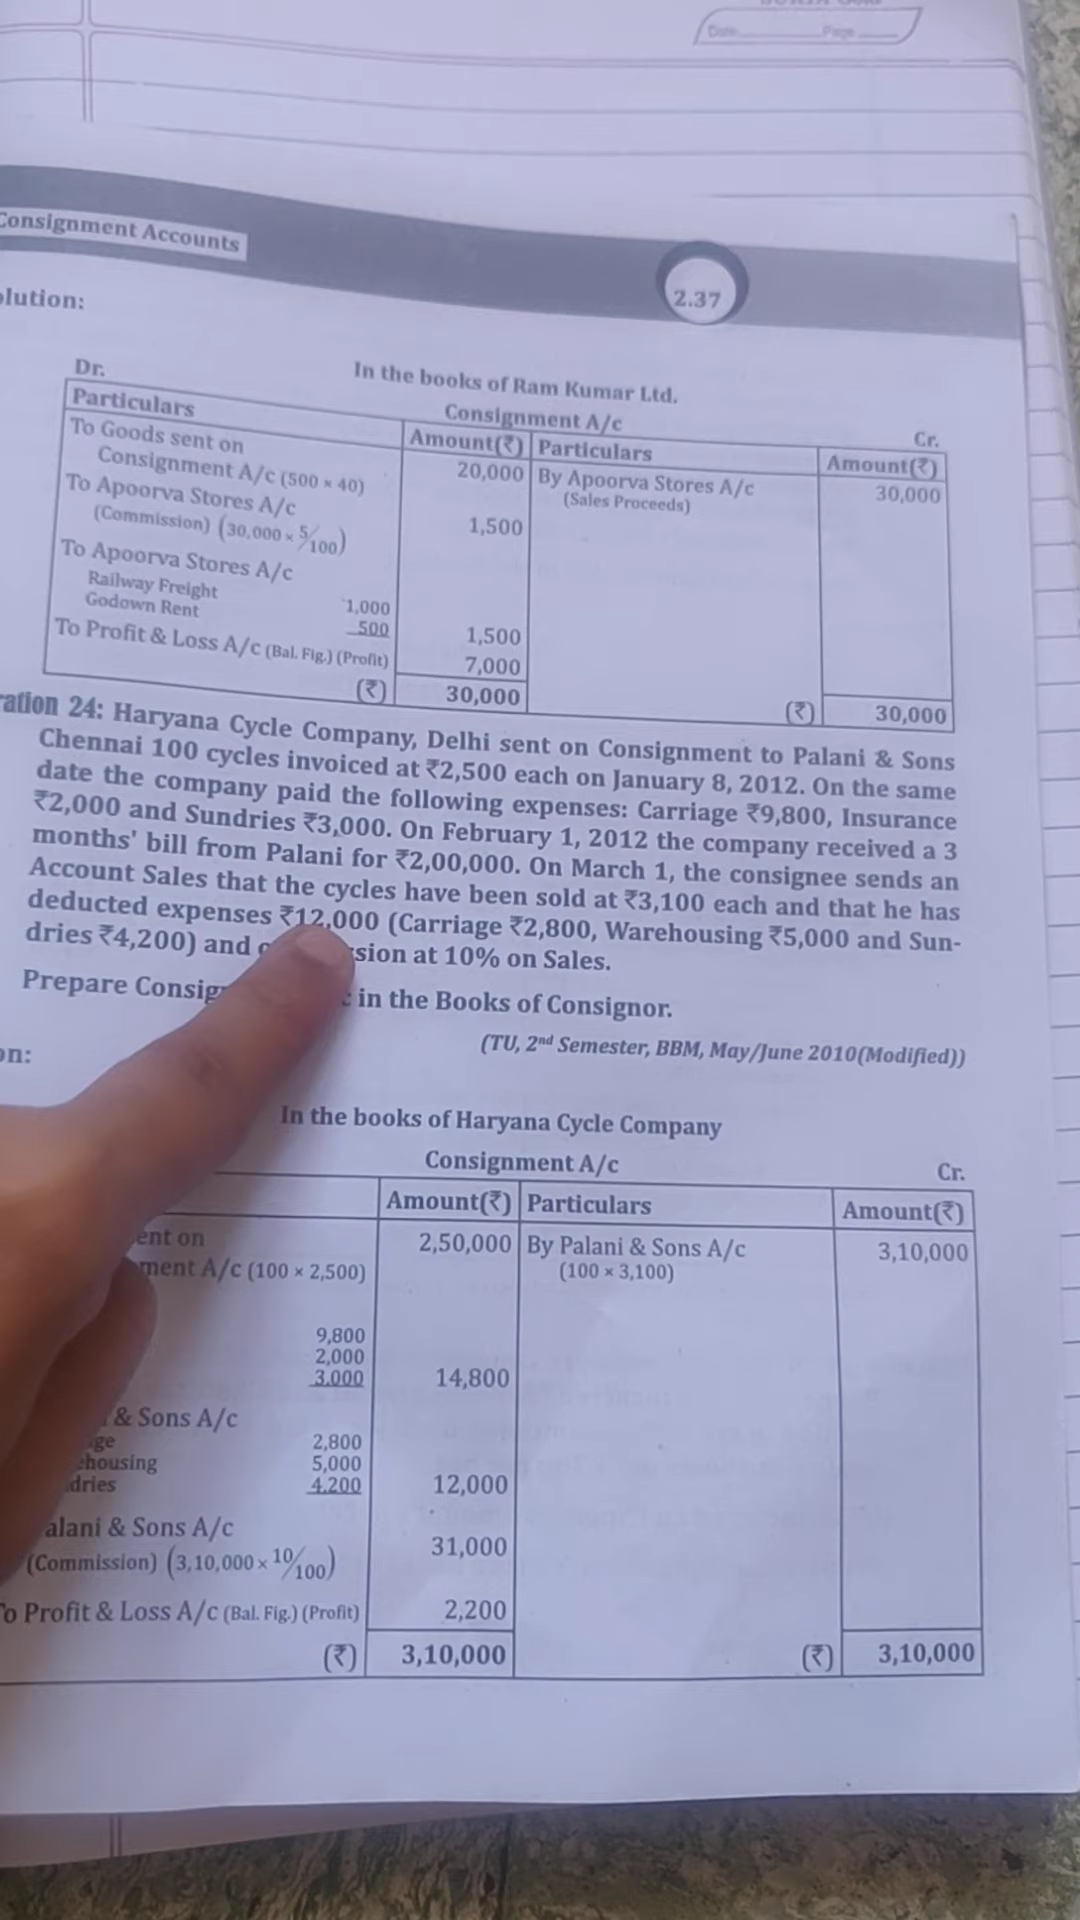 Date Page
Consignment Accounts
2.37
lution:
In the books of Ram Kumar Ltd.
Dr. Consignment A/c Cr.
Particulars Amount(₹) Particulars Amount(₹)
To Goods sent on
Consignment A/c (500 × 40) 20,000 By Apoorva Stores A/c 30,000
(Sales Proceeds)
To Apoorva Stores A/c
(Commission) (30,000 × 5/100) 1,500
To Apoorva Stores A/c
Railway Freight 1,000
Godown Rent 500 1,500
To Profit & Loss A/c (Bal. Fig.) (Profit) 7,000
(₹) 30,000 (₹) 30,000
ration 24: Haryana Cycle Company, Delhi sent on Consignment to Palani & Sons
Chennai 100 cycles invoiced at ₹2,500 each on January 8, 2012. On the same
date the company paid the following expenses: Carriage ₹9,800, Insurance
₹2,000 and Sundries ₹3,000. On February 1, 2012 the company received a 3
months' bill from Palani for ₹2,00,000. On March 1, the consignee sends an
Account Sales that the cycles have been sold at ₹3,100 each and that he has
deducted expenses ₹12,000 (Carriage ₹2,800, Warehousing ₹5,000 and Sun-
dries ₹4,200) and sion at 10% on Sales.
Prepare Consig in the Books of Consignor.
(TU, 2nd Semester, BBM, May/June 2010(Modified))
on:
In the books of Haryana Cycle Company
Consignment A/c Cr.
Amount(₹) Particulars Amount(₹)
ent on 2,50,000 By Palani & Sons A/c 3,10,000
ment A/c (100 × 2,500) (100 × 3,100)
9,800
2,000
3,000 14,800
& Sons A/c
ge 2,800
housing 5,000
dries 4,200 12,000
alani & Sons A/c
(Commission) (3,10,000 × 10/100) 31,000
To Profit & Loss A/c (Bal. Fig.) (Profit) 2,200
(₹) 3,10,000 (₹) 3,10,000